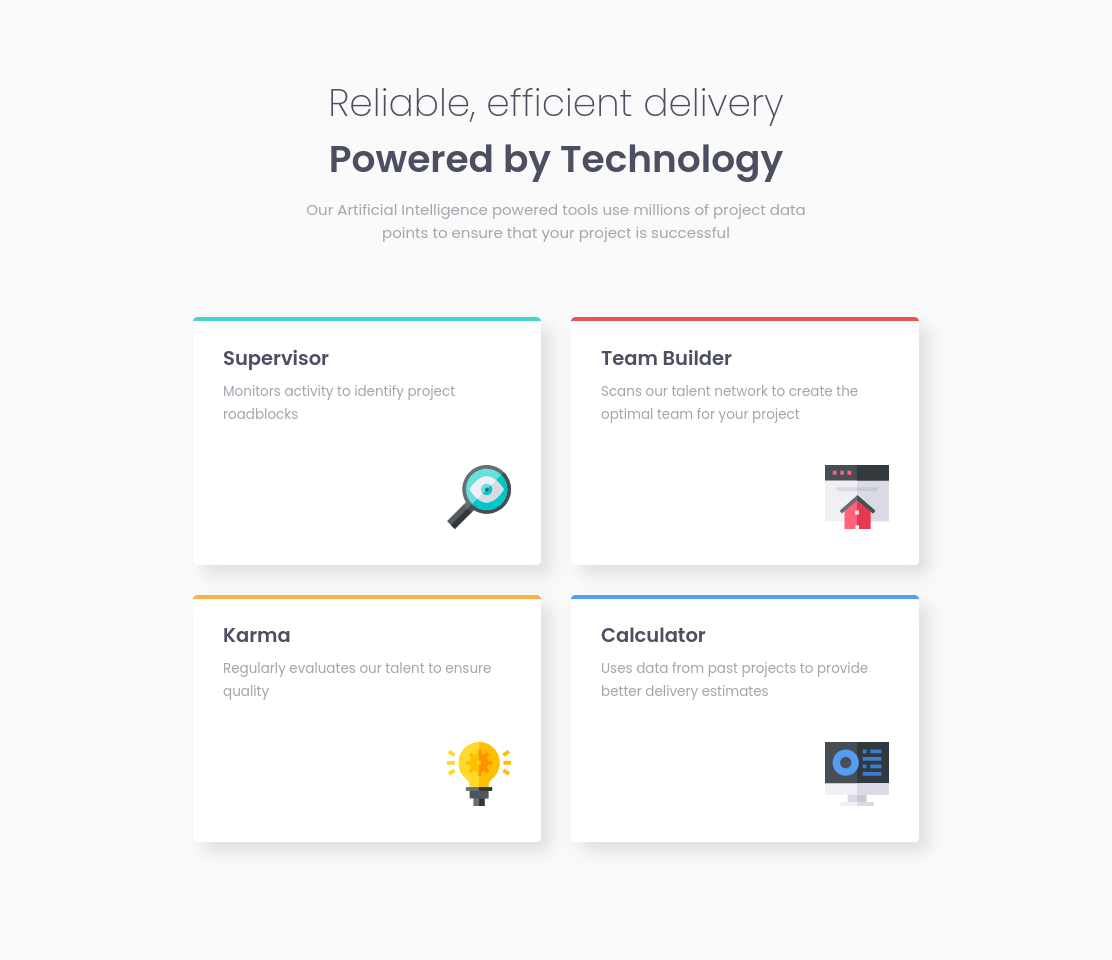 Reliable, efficient delivery
Powered by Technology
Our Artificial Intelligence powered tools use millions of project data
points to ensure that your project is successful
Supervisor
Monitors activity to identify project
roadblocks
Team Builder
Scans our talent network to create the
optimal team for your project
Karma
Regularly evaluates our talent to ensure
quality
Calculator
Uses data from past projects to provide
better delivery estimates